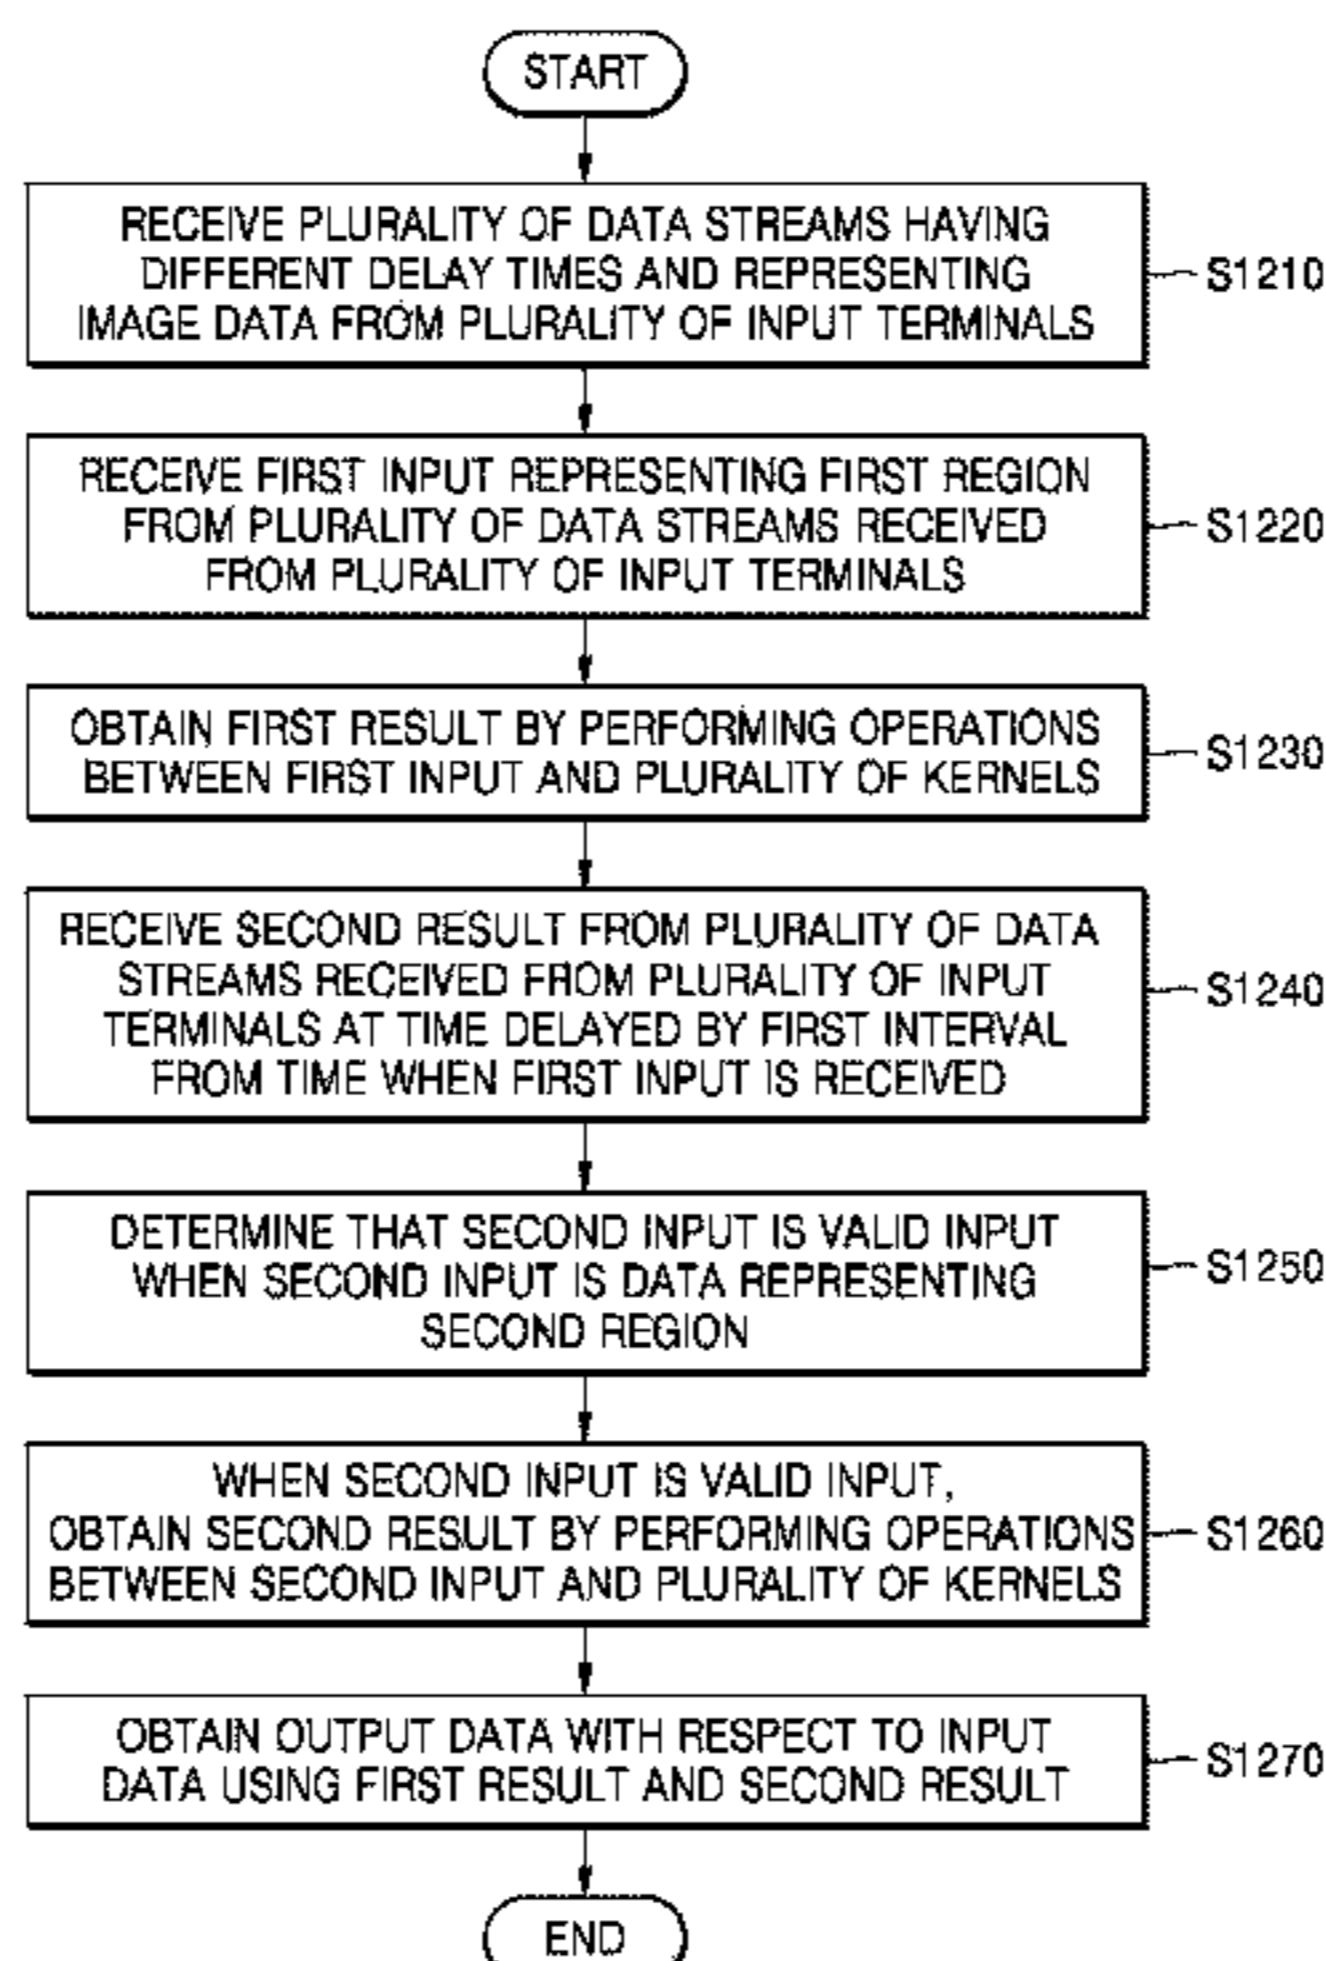 START
RECEIVE PLURALITY OF DATA STREAMS HAVING
DIFFERENT DELAY TIMES AND REPRESENTING
IMAGE DATA FROM PLURALITY OF INPUT TERMINALS
S1210
RECEIVE FIRST INPUT REPRESENTING FIRST REGION
FROM PLURALITY OF DATA STREAMS RECEIVED
FROM PLURALITY OF INPUT TERMINALS
S1220
OBTAIN FIRST RESULT BY PERFORMING OPERATIONS
BETWEEN FIRST INPUT AND PLURALITY OF KERNELS
S1230
RECEIVE SECOND RESULT FROM PLURALITY OF DATA
STREAMS RECEIVED FROM PLURALITY OF INPUT
TERMINALS AT TIME DELAYED BY FIRST INTERVAL
FROM TIME WHEN FIRST INPUT IS RECEIVED
S1240
DETERMINE THAT SECOND INPUT IS VALID INPUT
WHEN SECOND INPUT IS DATA REPRESENTING
SECOND REGION
S1250
WHEN SECOND INPUT IS VALID INPUT,
OBTAIN SECOND RESULT BY PERFORMING OPERATIONS
BETWEEN SECOND INPUT AND PLURALITY OF KERNELS
S1260
OBTAIN OUTPUT DATA WITH RESPECT TO INPUT
DATA USING FIRST RESULT AND SECOND RESULT
S1270
END